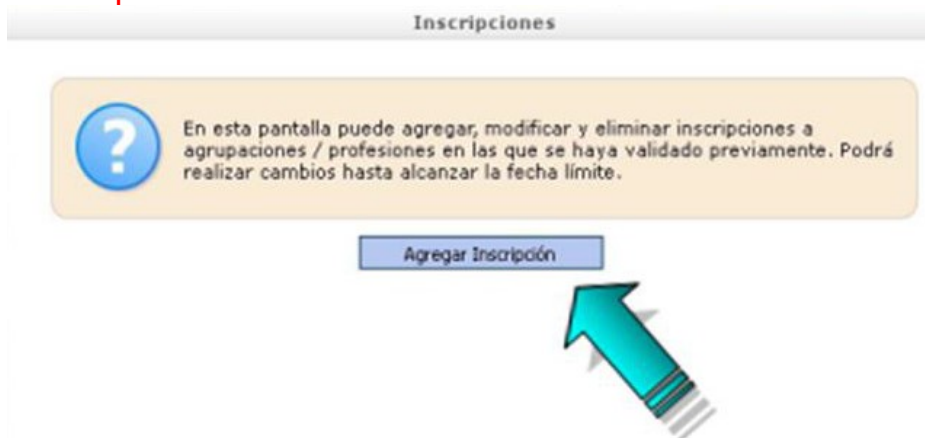 Inscripciones
En esta pantalla puede agregar, modificar y eliminar inscripciones a
agrupaciones / profesiones en las que se haya validado previamente. Podrá
realizar cambios hasta alcanzar la fecha límite.
Agregar Inscripción